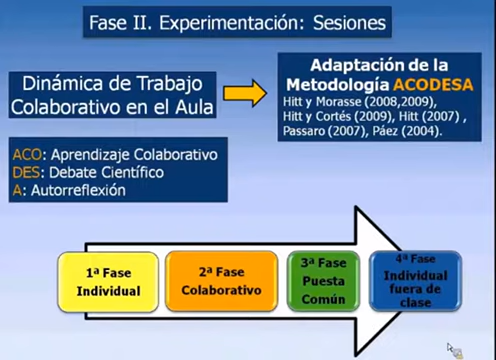 Fase II. Experimentación: Sesiones
Dinámica de Trabajo
Colaborativo en el Aula
Adaptación de la
Metodología ACODESA
Hitt y Morasse (2008,2009),
Hitt y Cortés (2009), Hitt (2007) ,
Passaro (2007), Páez (2004).
ACO: Aprendizaje Colaborativo
DES: Debate Científico
A: Autorreflexión
1ª Fase
Individual
2ª Fase
Colaborativo
3ª Fase
Puesta
Común
4ª Fase
Individual
fuera de
clase